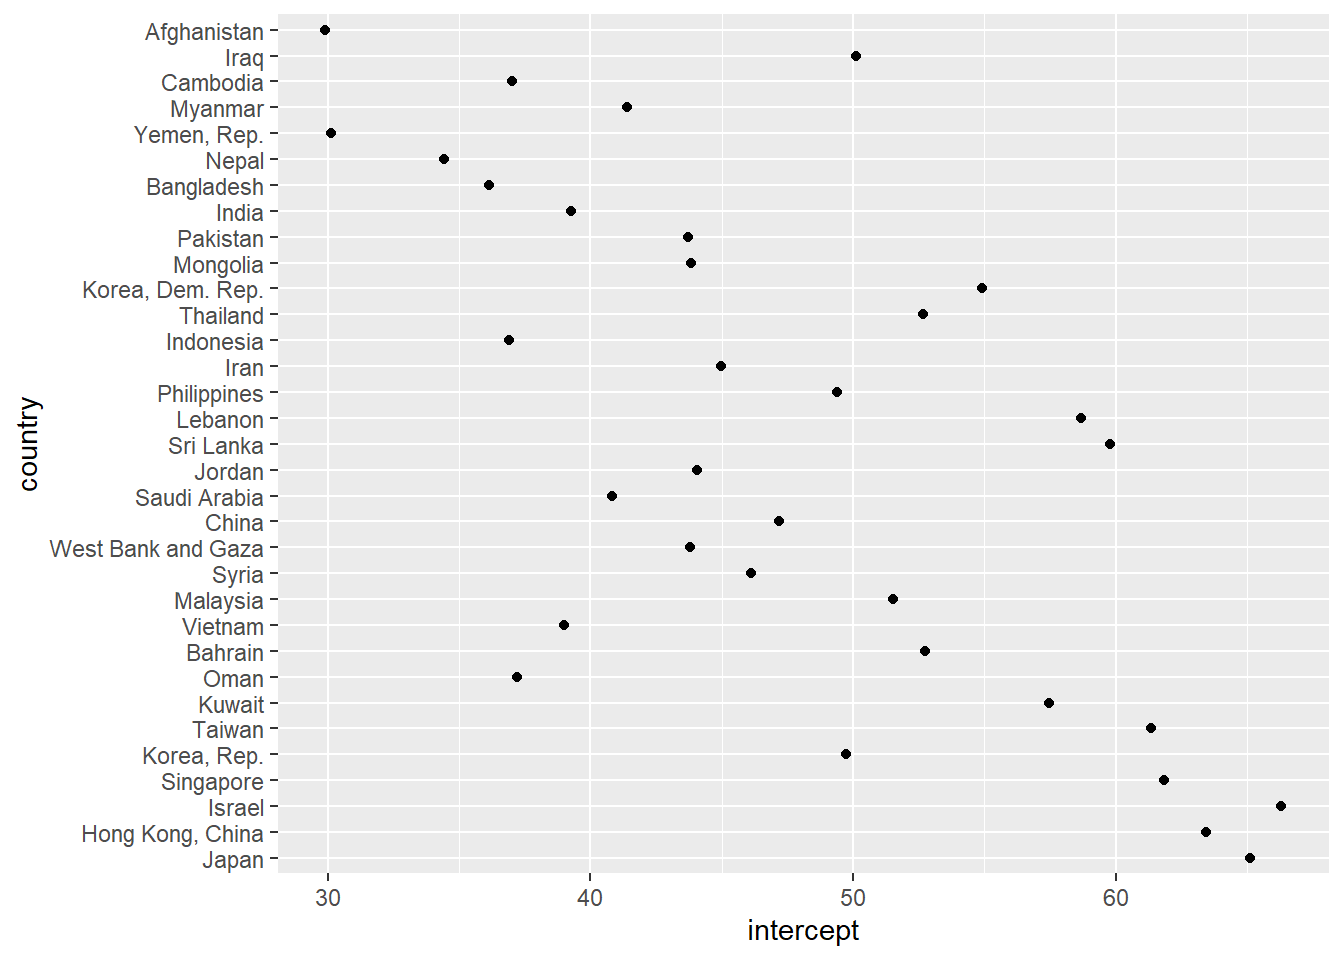 Afghanistan
Iraq
Cambodia
Myanmar
Yemen, Rep.
Nepal
Bangladesh
India
Pakistan
Mongolia
Korea, Dem. Rep.
Thailand
Indonesia
Iran
Philippines
Lebanon
Sri Lanka
Jordan
Saudi Arabia
China
West Bank and Gaza
Syria
Malaysia
Vietnam
Bahrain
Oman
Kuwait
Taiwan
Korea, Rep.
Singapore
Israel
Hong Kong, China
Japan
country
30 40 50 60
intercept